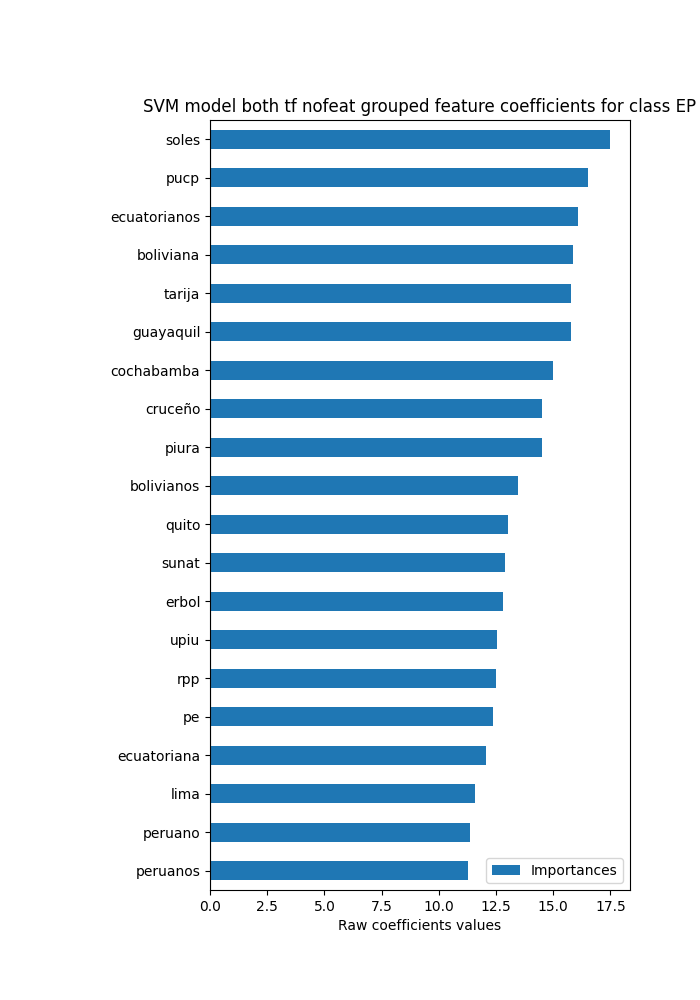 SVM model both tf nofeat grouped feature coefficients for class EP
soles
pucp
ecuatorianos
boliviana
tarija
guayaquil
cochabamba
cruceño
piura
bolivianos
quito
sunat
erbol
upiu
rpp
pe
ecuatoriana
lima
peruano
peruanos
Importances
0.0 2.5 5.0 7.5 10.0 12.5 15.0 17.5
Raw coefficients values